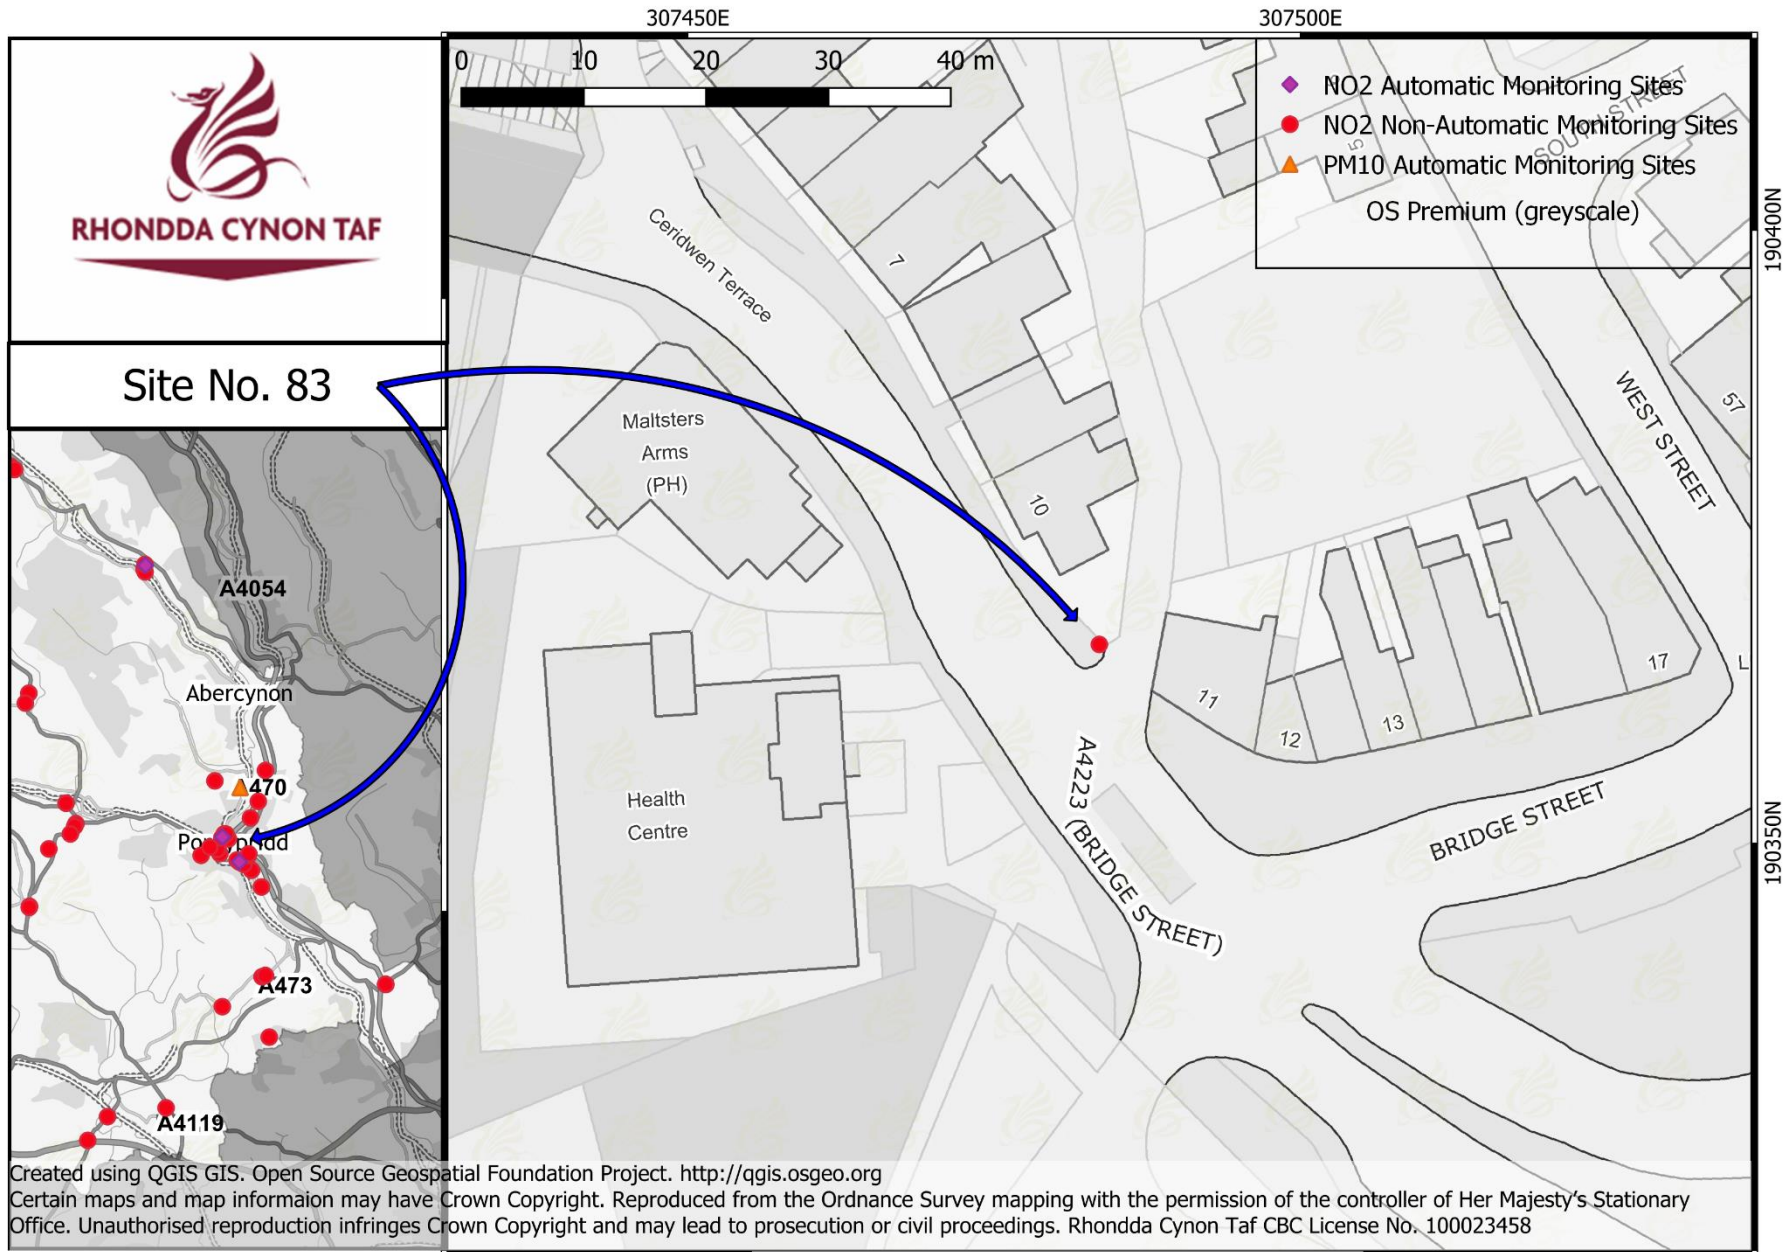 307450E
307500E
190400N
190350N
RHONDDA CYNON TAF
Site No. 83
0 10 20 30 40 m
NO2 Automatic Monitoring Sites
NO2 Non-Automatic Monitoring Sites
PM10 Automatic Monitoring Sites
OS Premium (greyscale)
SOUTH STREET
5
7
Ceridwen Terrace
Maltsters
Arms
(PH)
10
WEST STREET
57
11
12
13
17
L
Health
Centre
A4223 (BRIDGE STREET)
BRIDGE STREET
A4054
Abercynon
A470
A473
A4119
Created using QGIS GIS. Open Source Geospatial Foundation Project. http://qgis.osgeo.org
Certain maps and map informaion may have Crown Copyright. Reproduced from the Ordnance Survey mapping with the permission of the controller of Her Majesty's Stationary
Office. Unauthorised reproduction infringes Crown Copyright and may lead to prosecution or civil proceedings. Rhondda Cynon Taf CBC License No. 100023458